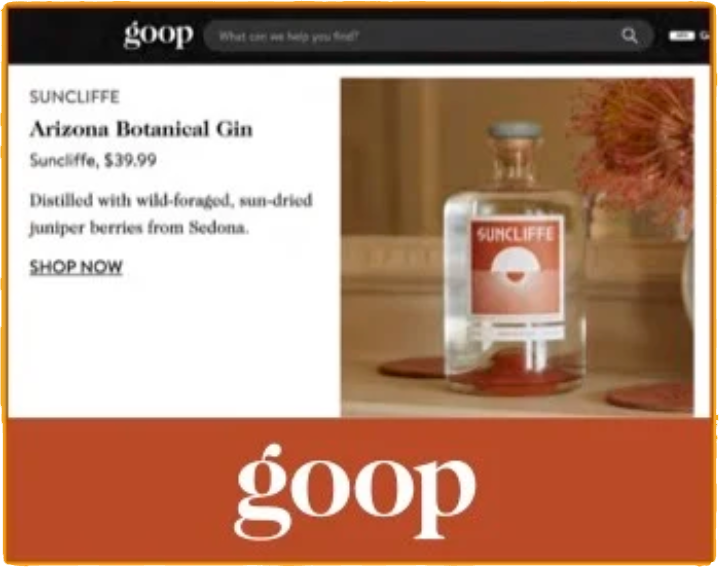 goop
What can we help you find?
SUNCLIFFE
Arizona Botanical Gin
Suncliffe, $39.99
Distilled with wild-foraged, sun-dried
juniper berries from Sedona.
SHOP NOW
SUNCLIFFE
goop